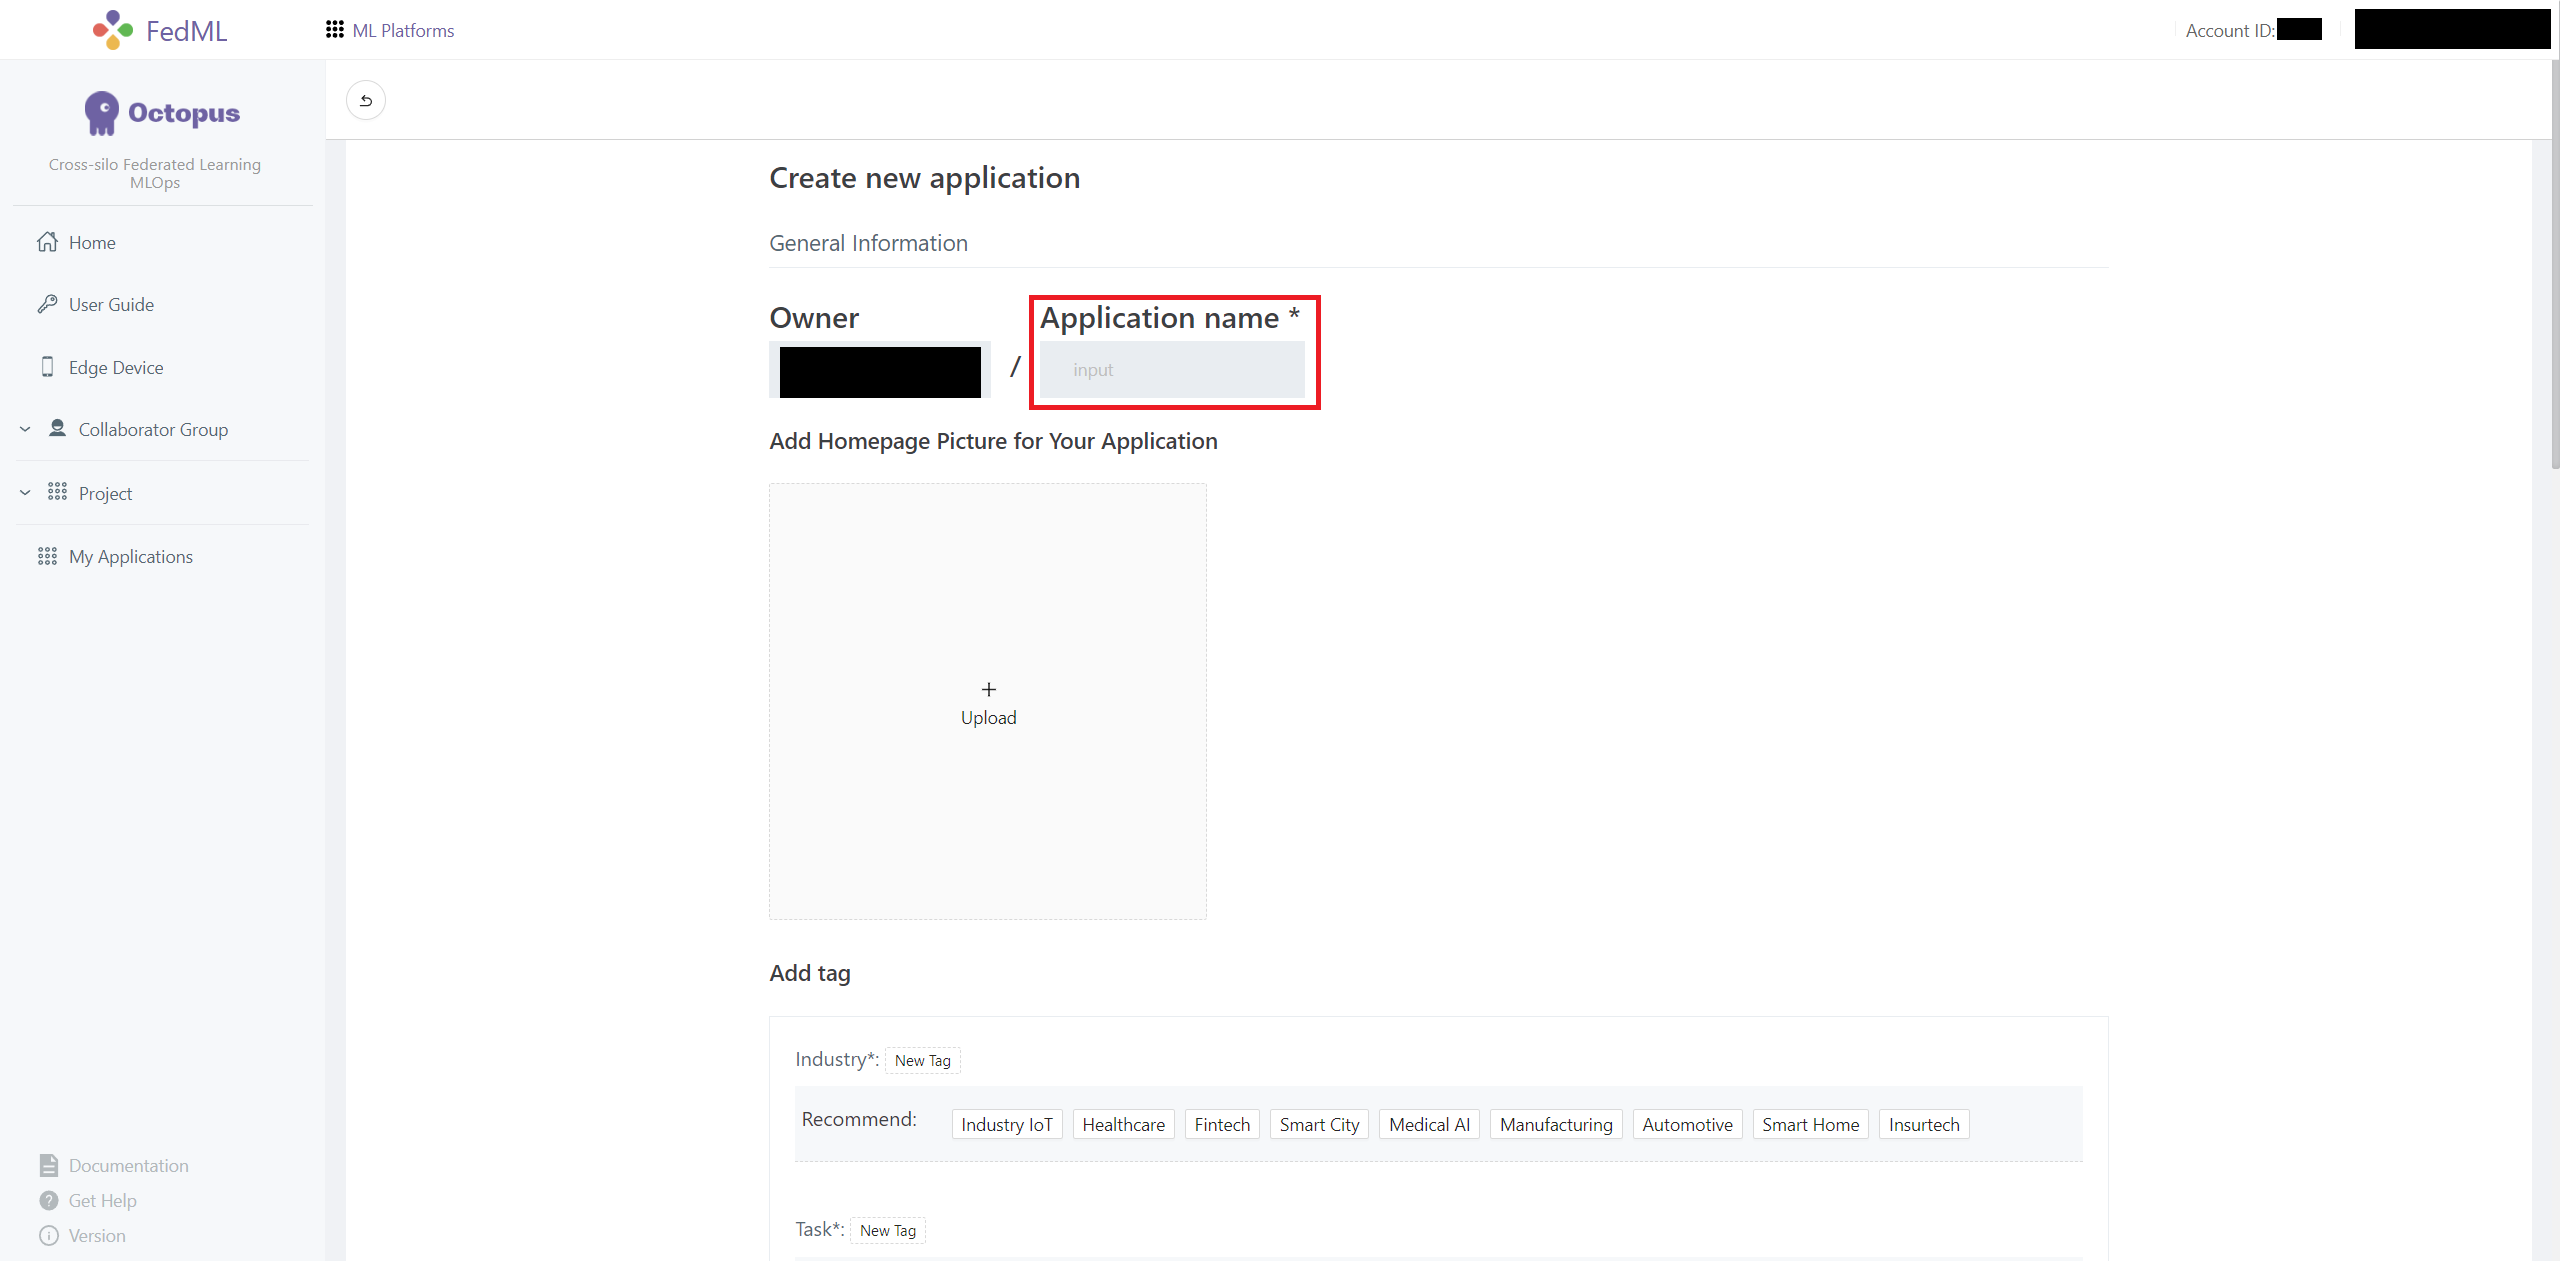 FedML
ML Platforms
Account ID:
Octopus
Cross-silo Federated Learning
MLOps
Home
User Guide
Edge Device
Collaborator Group
Project
My Applications
Documentation
Get Help
Version
Create new application
General Information
Owner
/
Application name *
input
Add Homepage Picture for Your Application
+
Upload
Add tag
Industry*: New Tag
Recommend: Industry IoT Healthcare Fintech Smart City Medical AI Manufacturing Automotive Smart Home Insurtech
Task*: New Tag